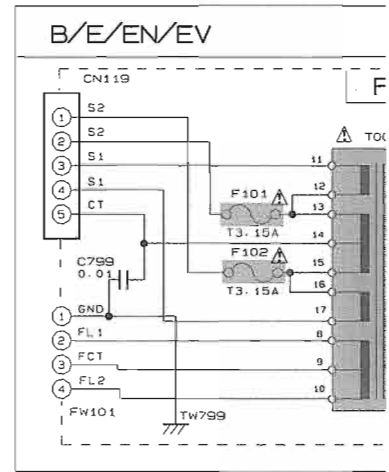 B/E/EN/EV
CN119
F
1 S2
2 S2
3 S1
4 S1
5 CT
TO
11
F101
12
13
T3.15A
14
F102
15
C799
0.01
16
T3.15A
17
1 GND
2 FL1
8
3 FCT
9
4 FL2
10
FW101
TW799